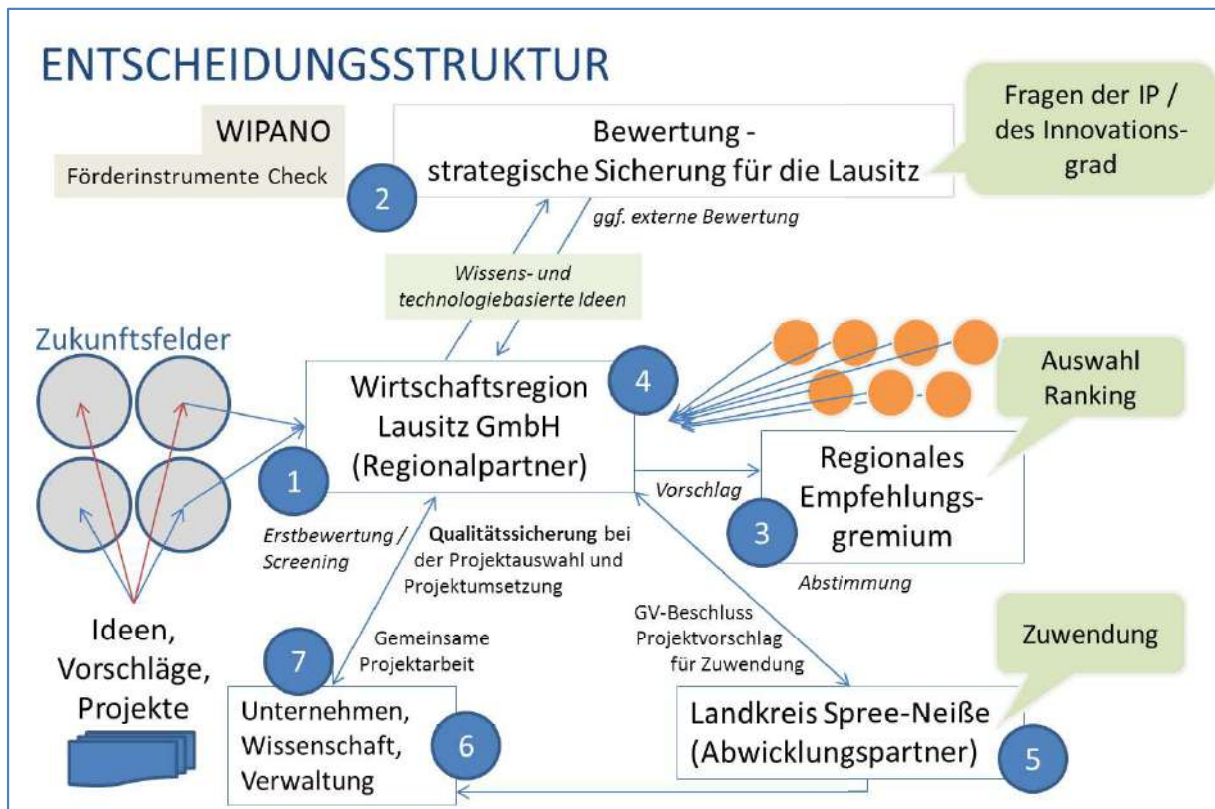 ENTSCHEIDUNGSSTRUKTUR
WIPANO
Förderinstrumente Check
2
Bewertung -
strategische Sicherung für die Lausitz
Fragen der IP /
des Innovations-
grad
ggf. externe Bewertung
Wissens- und
technologiebasierte Ideen
Zukunftsfelder
Wirtschaftsregion
Lausitz GmbH
(Regionalpartner)
4
1
Auswahl
Ranking
Vorschlag
Regionales
Empfehlungs-
gremium
3
Abstimmung
Erstbewertung /
Screening
Qualitätssicherung bei
der Projektauswahl und
Projektumsetzung
Ideen,
Vorschläge,
Projekte
Gemeinsame
Projektarbeit
7
GV-Beschluss
Projektvorschlag
für Zuwendung
Zuwendung
Unternehmen,
Wissenschaft,
Verwaltung
6
Landkreis Spree-Neiße
(Abwicklungspartner)
5